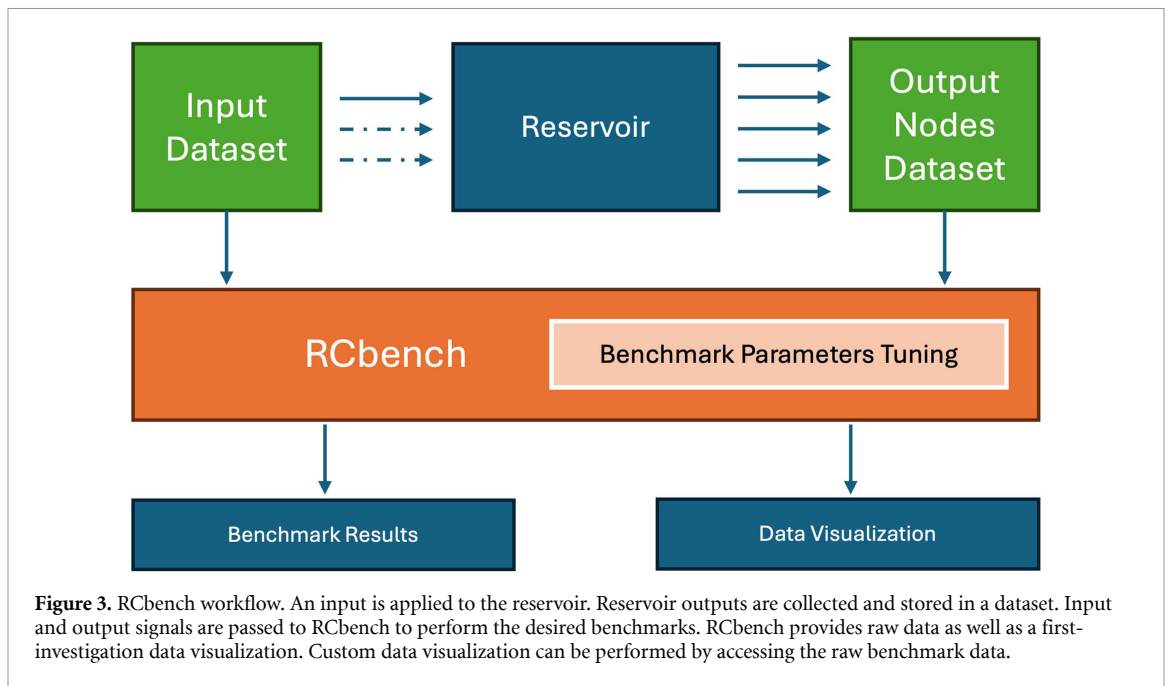 Input
Dataset
Reservoir
Output
Nodes
Dataset
RCbench
Benchmark Parameters Tuning
Benchmark Results
Data Visualization
Figure 3. RCbench workflow. An input is applied to the reservoir. Reservoir outputs are collected and stored in a dataset. Input
and output signals are passed to RCbench to perform the desired benchmarks. RCbench provides raw data as well as a first-
investigation data visualization. Custom data visualization can be performed by accessing the raw benchmark data.